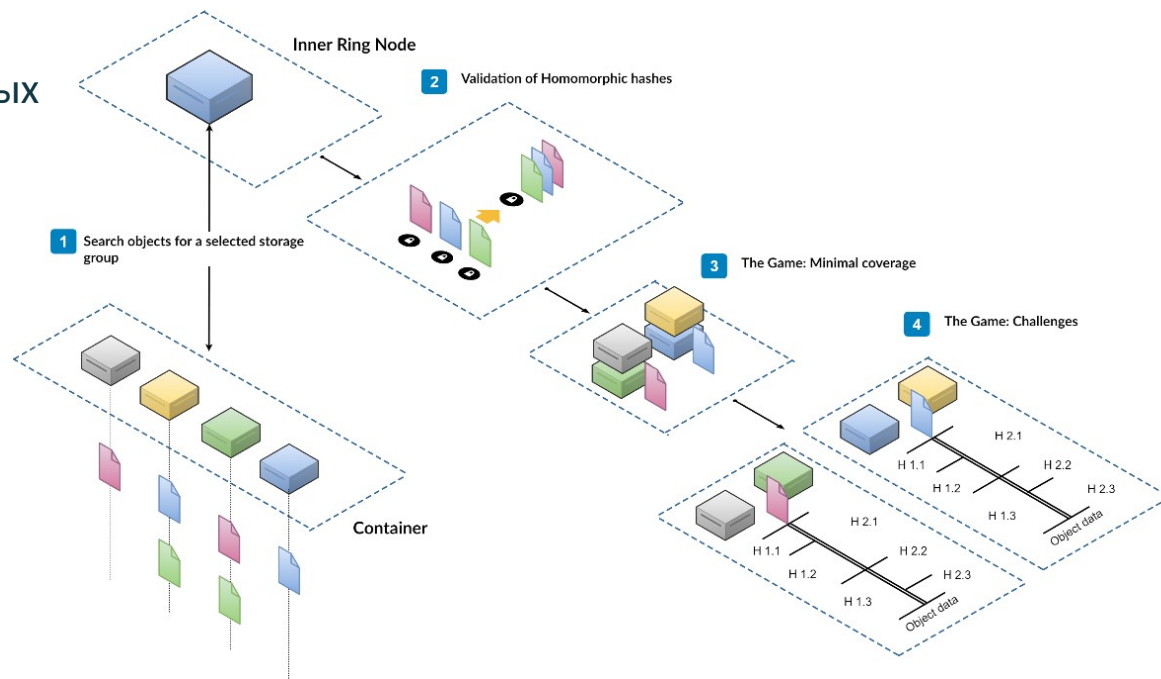 ых
Inner Ring Node
2
Validation of Homomorphic hashes
1
Search objects for a selected storage
group
3
The Game: Minimal coverage
4
The Game: Challenges
Container
H 2.1
H 1.1
H 2.2
H 1.2
H 2.3
H 1.3
Object data
H 2.1
H 1.1
H 2.2
H 1.2
H 2.3
H 1.3
Object data